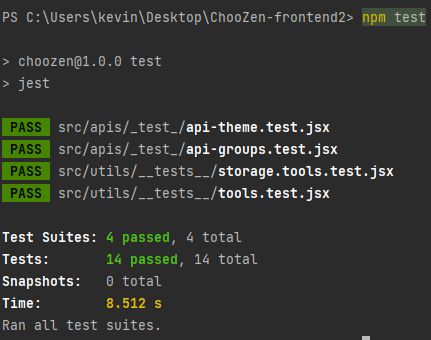 PS C:\Users\kevin\Desktop\ChooZen-frontend2> npm test
> choozen@1.0.0 test
> jest
PASS src/apis/_test_/api-theme.test.jsx
PASS src/apis/_test_/api-groups.test.jsx
PASS src/utils/__tests__/storage.tools.test.jsx
PASS src/utils/__tests__/tools.test.jsx
Test Suites: 4 passed, 4 total
Tests: 14 passed, 14 total
Snapshots: 0 total
Time: 8.512 s
Ran all test suites.